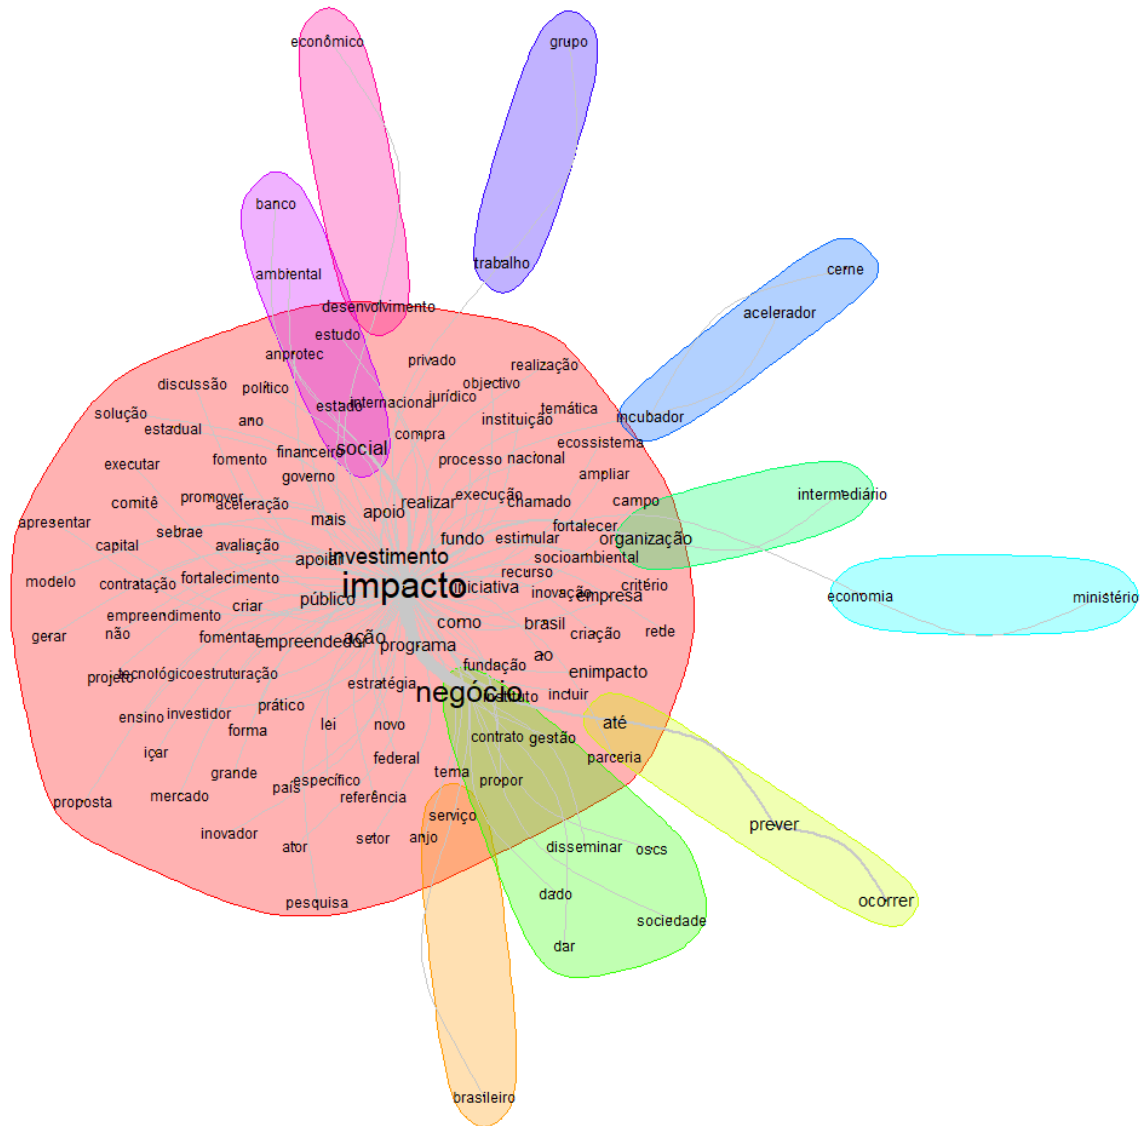 econômico
grupo
banco
trabalho
ambiental
cerne
desenvolvimento
acelerador
estudo
anprotec
privado
realização
discussão
político
objectivo
estado
internacional
jurídico
temática
solução
ano
instituição
incubador
estadual
compra
social
ecossistema
executar
fomento
financeiro
processo
nacional
governo
ampliar
comitê
promover
aceleração
realizar
execução
chamado
campo
intermediário
apresentar
sebrae
mais
apoio
fortalecer
capital
avaliação
fundo
estimular
organização
investimento
socioambiental
modelo
contratação
fortalecimento
apoiar
impacto
iniciativa
recurso
critério
empreendimento
criar
público
inovação
empresa
economia
ministério
gerar
não
fomentar
empreendedor
ação
programa
como
brasil
criação
rede
ao
projeto
tecnológico
estruturação
fundação
enimpacto
estratégia
negócio
instituto
incluir
ensino
investidor
prático
forma
lei
novo
contrato
gestão
até
içar
federal
parceria
grande
tema
propor
proposta
mercado
país
específico
referência
serviço
prever
inovador
ator
setor
anjo
disseminar
oscs
pesquisa
dado
ocorrer
sociedade
dar
brasileiro